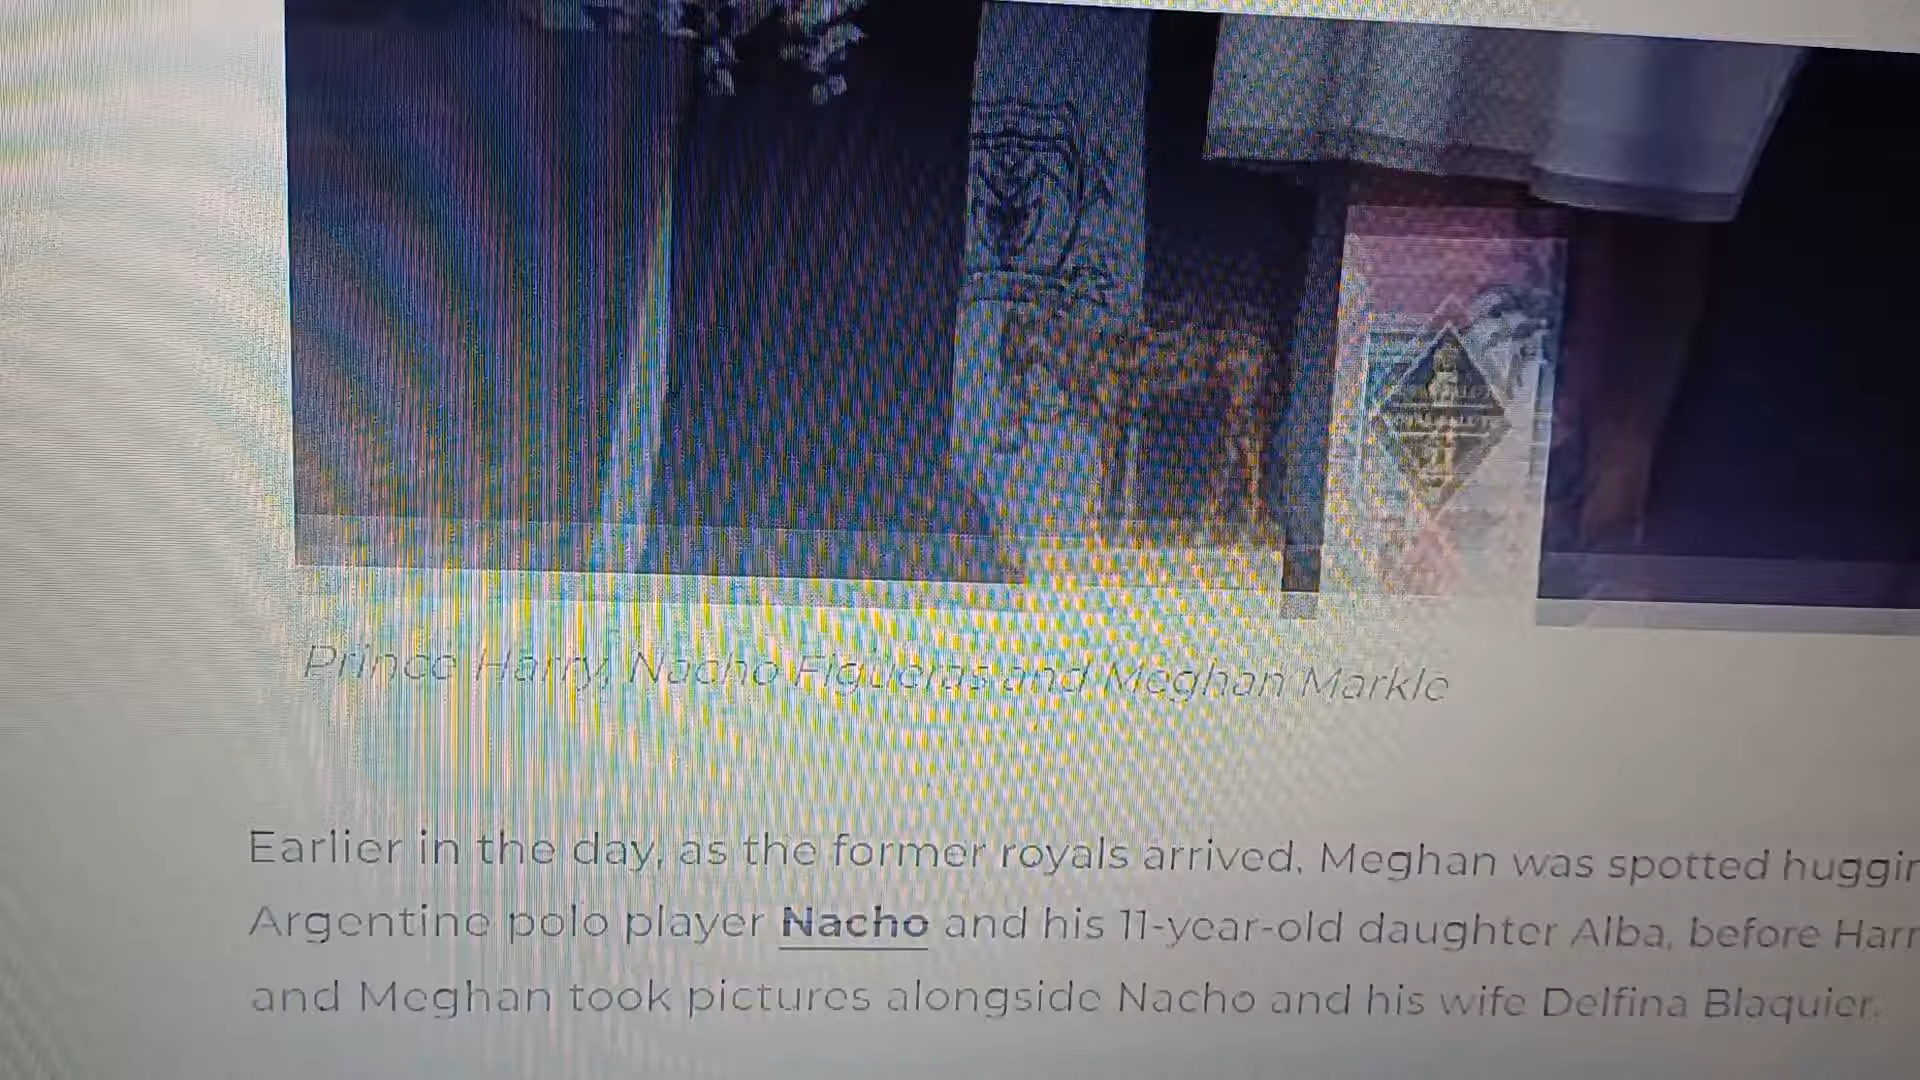 Prince Harry, Nacho Figueras and Meghan Markle
Earlier in the day, as the former royals arrived, Meghan was spotted huggin
Argentine polo player Nacho and his 11-year-old daughter Alba, before Harr
and Meghan took pictures alongside Nacho and his wife Delfina Blaquier.